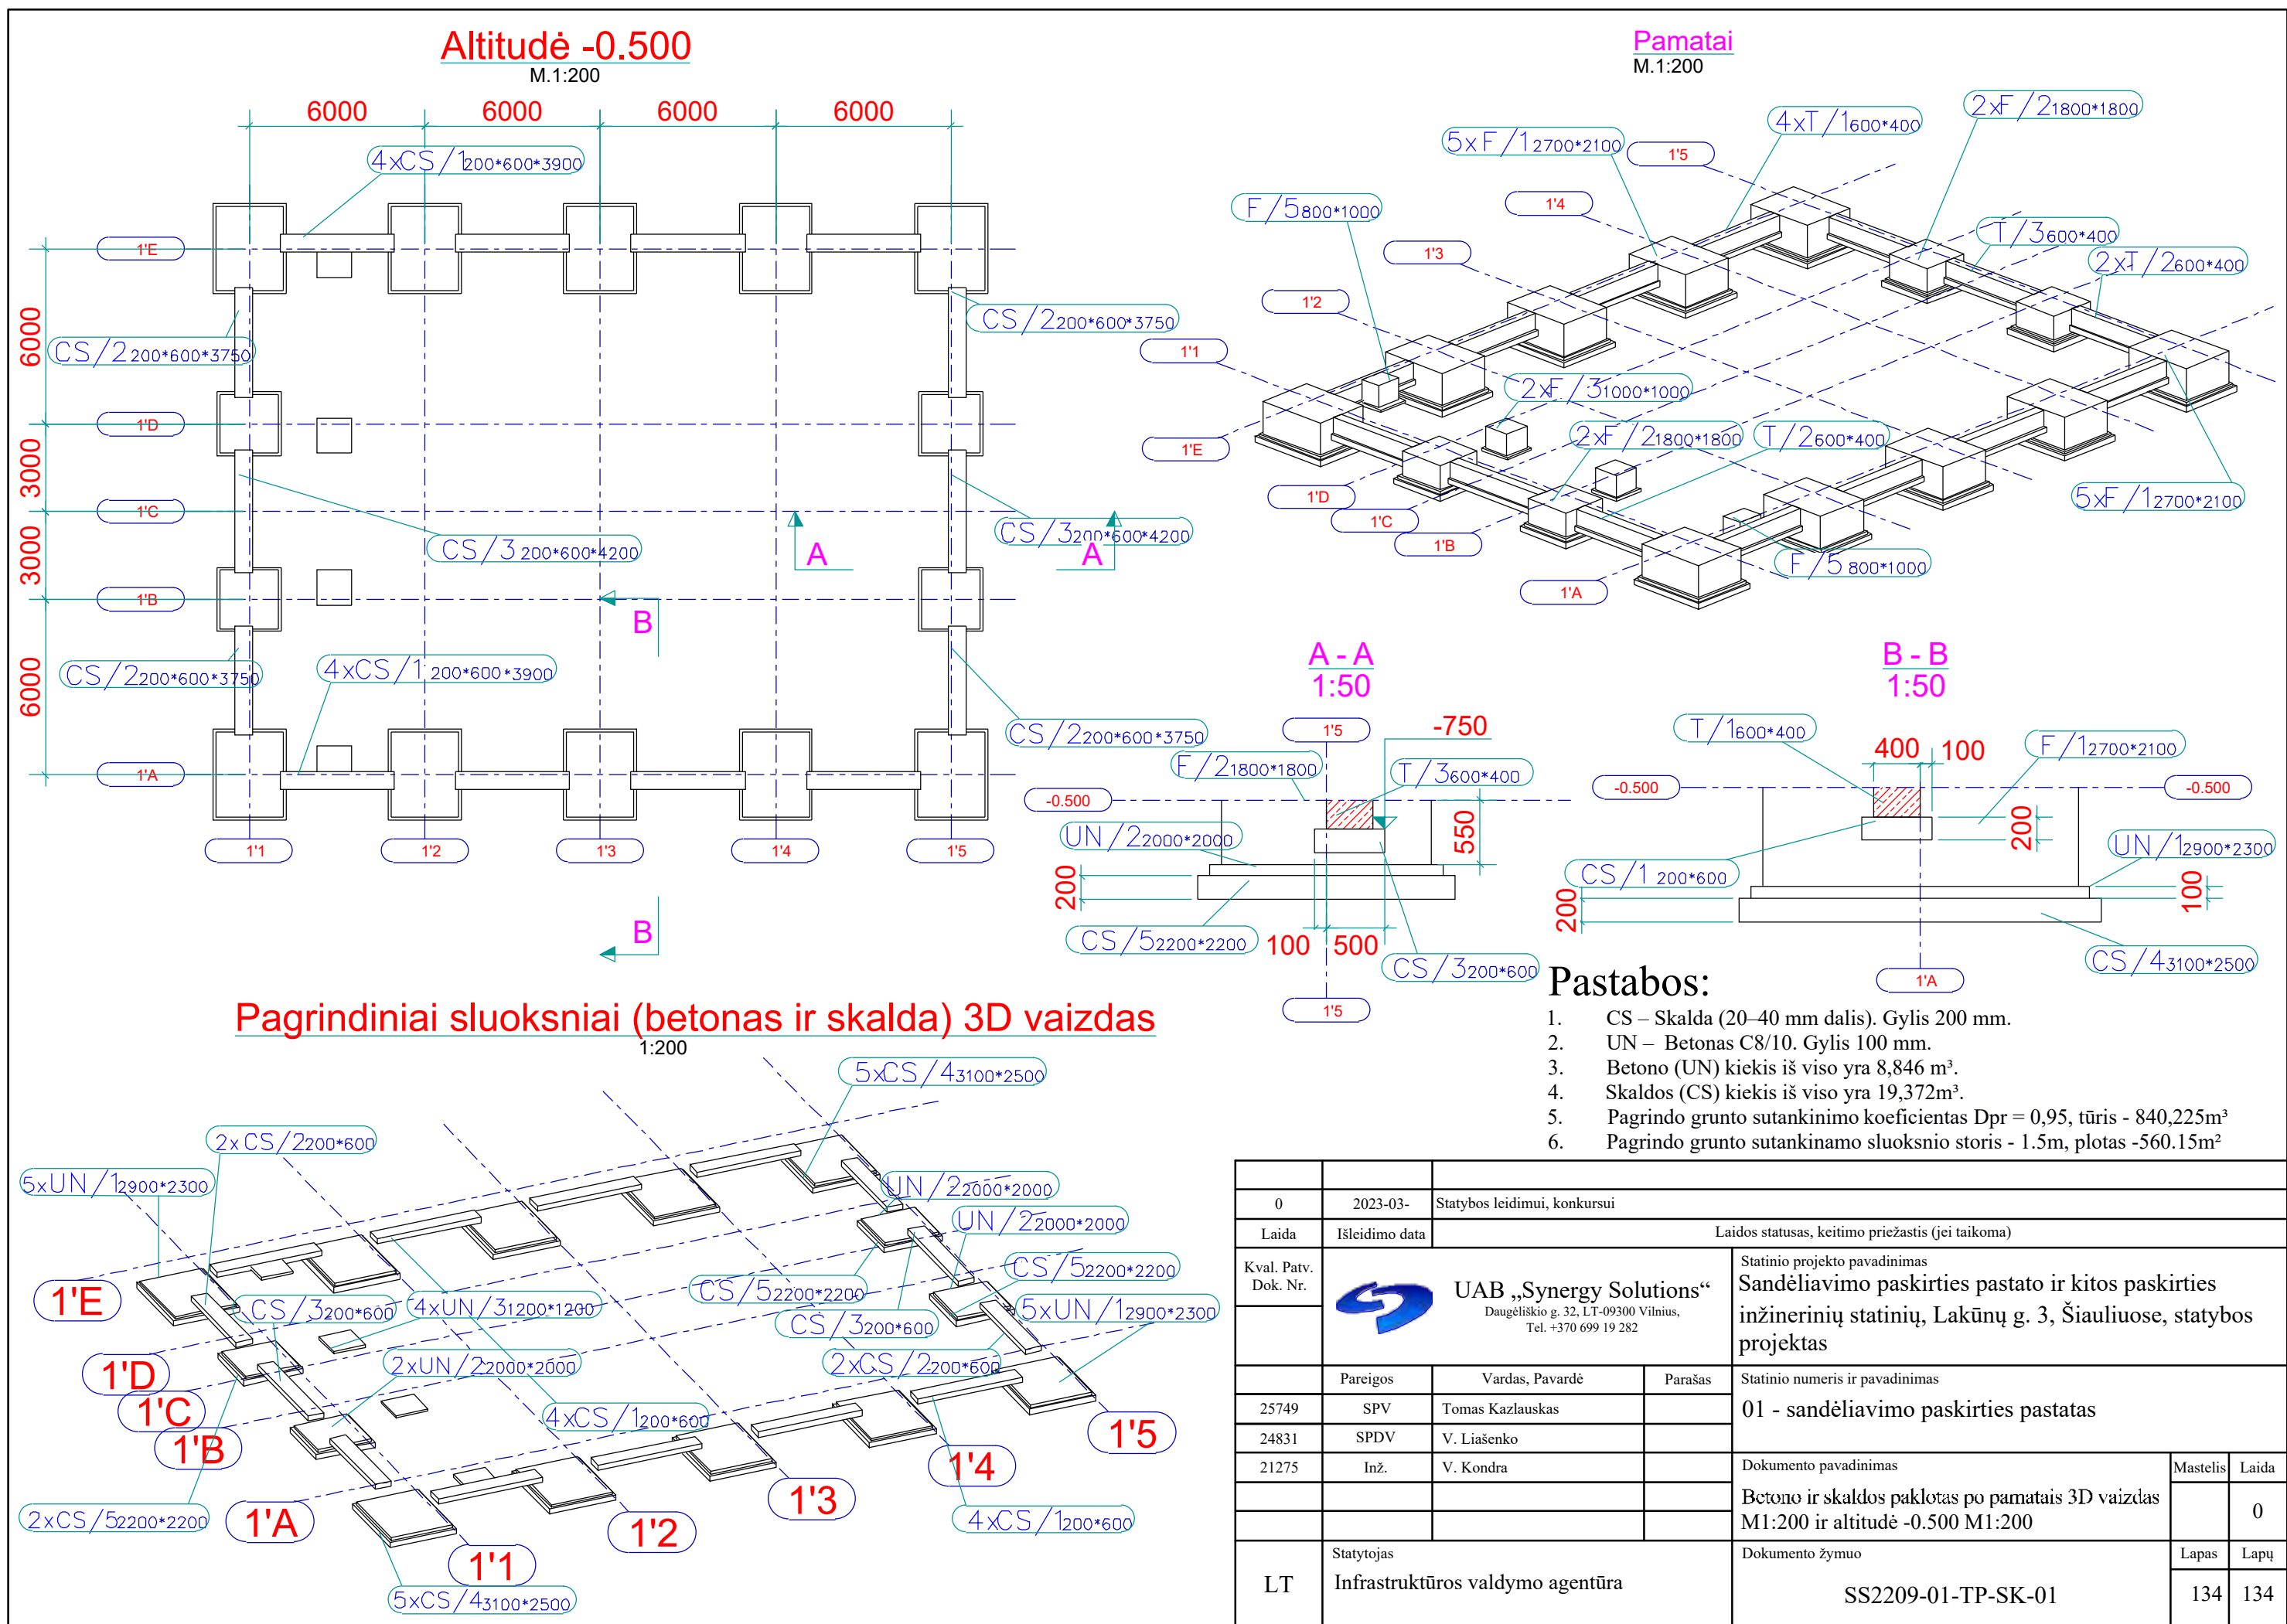 Altitudė -0.500
M.1:200
6000
6000
6000
6000
4xCS/1200*600*3900
1'E
1'D
1'C
1'B
1'A
6000
3000
3000
6000
CS/2200*600*3750
CS/2200*600*3750
CS/3 200*600*4200
CS/3200*600*4200
A
A
B
B
CS/2200*600*3750
4xCS/1 200*600*3900
CS/2200*600*3750
1'1
1'2
1'3
1'4
1'5
Pamatai
M.1:200
5xF/12700*2100
4xT/1600*400
2xF/21800*1800
1'5
1'4
1'3
1'2
1'1
F/5800*1000
T/3600*400
2xT/2600*400
2xF/31000*1000
2xF/21800*1800
T/2600*400
5xF/12700*2100
F/5 800*1000
1'E
1'D
1'C
1'B
1'A
A - A
1:50
1'5
-750
F/21800*1800
T/3600*400
-0.500
UN/22000*2000
550
200
CS/52200*2200
100
500
CS/3200*600
1'5
B - B
1:50
T/1600*400
400
100
F/12700*2100
-0.500
-0.500
200
UN/12900*2300
CS/1 200*600
100
200
CS/43100*2500
1'A
Pagrindiniai sluoksniai (betonas ir skalda) 3D vaizdas
1:200
5xCS/43100*2500
2xCS/2200*600
5xUN/12900*2300
UN/22000*2000
UN/22000*2000
CS/52200*2200
CS/52200*2200
CS/3200*600
4xUN/31200*1200
5xUN/12900*2300
CS/3200*600
2xUN/22000*2000
2xCS/2200*600
4xCS/1200*600
4xCS/1200*600
2xCS/52200*2200
5xCS/43100*2500
1'E
1'D
1'C
1'B
1'A
1'1
1'2
1'3
1'4
1'5
Pastabos:
1. CS – Skalda (20–40 mm dalis). Gylis 200 mm.
2. UN – Betonas C8/10. Gylis 100 mm.
3. Betono (UN) kiekis iš viso yra 8,846 m³.
4. Skaldos (CS) kiekis iš viso yra 19,372m³.
5. Pagrindo grunto sutankinimo koeficientas Dpr = 0,95, tūris - 840,225m³
6. Pagrindo grunto sutankinamo sluoksnio storis - 1.5m, plotas -560.15m²
0 2023-03- Statybos leidimui, konkursui
Laida Išleidimo data Laidos statusas, keitimo priežastis (jei taikoma)
Kval. Patv.
Dok. Nr.
UAB „Synergy Solutions“
Daugėliškio g. 32, LT-09300 Vilnius,
Tel. +370 699 19 282
Statinio projekto pavadinimas
Sandėliavimo paskirties pastato ir kitos paskirties
inžinerinių statinių, Lakūnų g. 3, Šiauliuose, statybos
projektas
Pareigos Vardas, Pavardė Parašas
Statinio numeris ir pavadinimas
01 - sandėliavimo paskirties pastatas
25749 SPV Tomas Kazlauskas
24831 SPDV V. Liašenko
21275 Inž. V. Kondra
Dokumento pavadinimas
Mastelis Laida
Betono ir skaldos paklotas po pamatais 3D vaizdas
M1:200 ir altitudė -0.500 M1:200
0
LT
Statytojas
Infrastruktūros valdymo agentūra
Dokumento žymuo
SS2209-01-TP-SK-01
Lapas Lapų
134 134